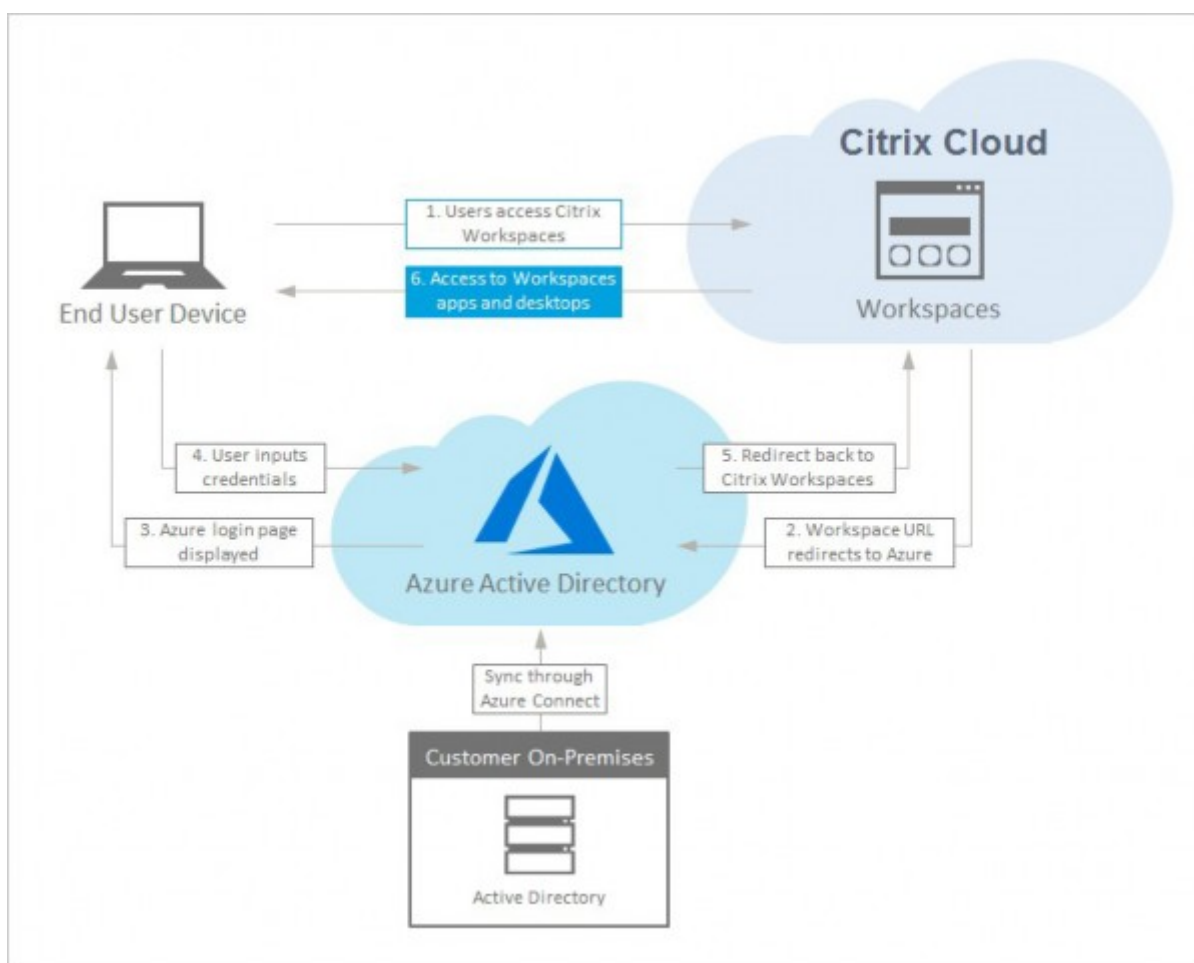 Citrix Cloud
1. Users access Citrix
Workspaces
6. Access to Workspaces
apps and desktops
End User Device
Workspaces
4. User inputs
credentials
5. Redirect back to
Citrix Workspaces
3. Azure login page
displayed
2. Workspace URL
redirects to Azure
Azure Active Directory
Sync through
Azure Connect
Customer On-Premises
Active Directory